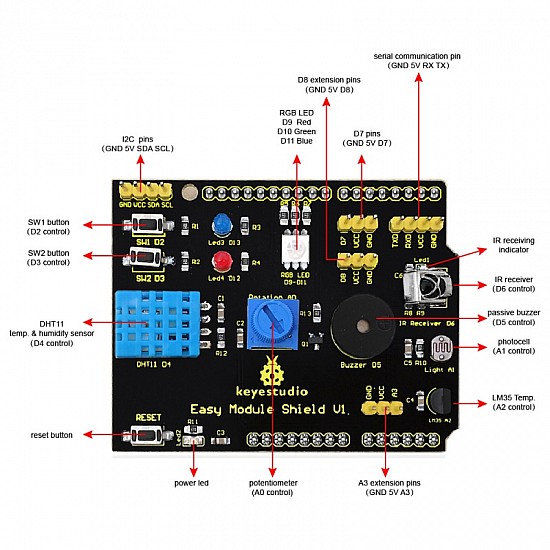 serial communication pin
(GND 5V RX TX)
D8 extension pins
(GND 5V D8)
RGB LED
D9 Red
D10 Green
D11 Blue
D7 pins
(GND 5V D7)
I2C pins
(GND 5V SDA SCL)
GND VCC SDA SCL
SW1 button
(D2 control)
SW1 D2
SW2 button
(D3 control)
SW2 D3
Led3 D13
R3
Led4 D12
R4
RGB LED
D9-D11
D7
VCC
GND
TXD
RXD
VCC
GND
D8
VCC
GND
Led1
C6
R8 R9
IR Receiver D6
IR receiving
indicator
IR receiver
(D6 control)
passive buzzer
(D5 control)
DHT11
temp. & humidity sensor
(D4 control)
DHT11 D4
C1
R12
C2
Rotation A0
R13
Q1
Buzzer D5
photocell
(A1 control)
C5 R10
Light A1
keyestudio
Easy Module Shield V1
GND
VCC
A3
LM35 A2
LM35 Temp.
(A2 control)
RESET
reset button
Led2
R11
C3
power led
potentiometer
(A0 control)
A3 extension pins
(GND 5V A3)